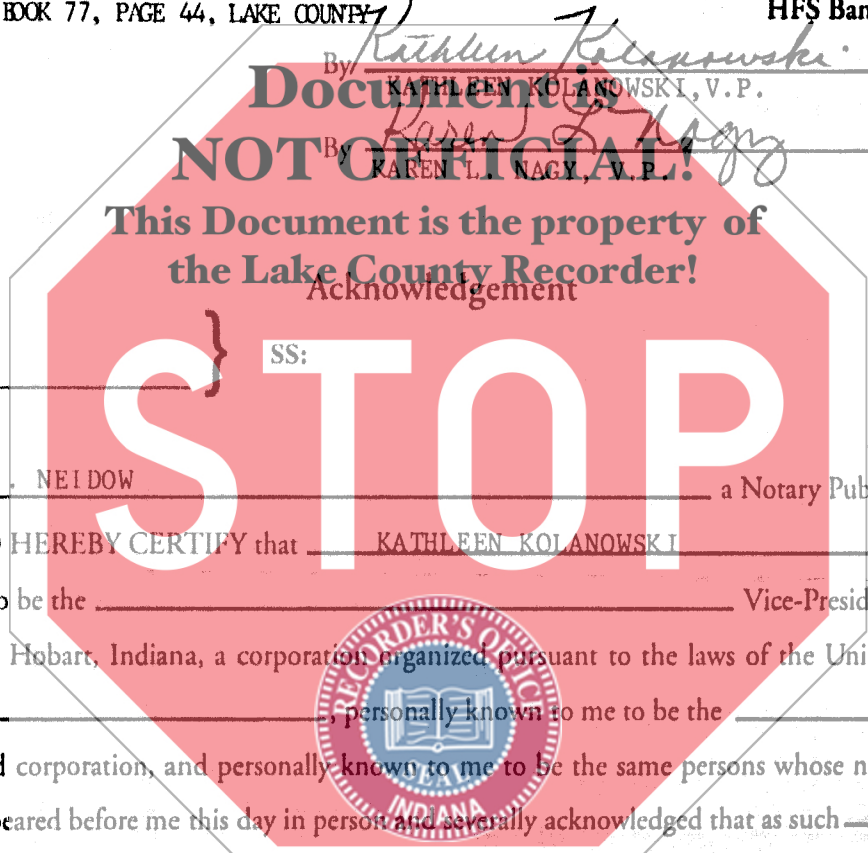 BOOK 77, PAGE 44, LAKE COUNTY
HFS Ban
By Kathleen Kolanowski
KATHLEEN KOLANOWSKI, V.P.
Document is
By Karen L. Nagy
NOT OFFICIAL!
KAREN L. NAGY, V.P.
This Document is the property of
the Lake County Recorder!
Acknowledgement
} SS:
STOP
. NEIDOW a Notary Pub
HEREBY CERTIFY that KATHLEEN KOLANOWSKI
o be the Vice-Presid
Hobart, Indiana, a corporation organized pursuant to the laws of the Uni
, personally known to me to be the
d corporation, and personally known to me to be the same persons whose n
eared before me this day in person and severally acknowledged that as such
RECORDER'S OFFICE
SEAL
INDIANA